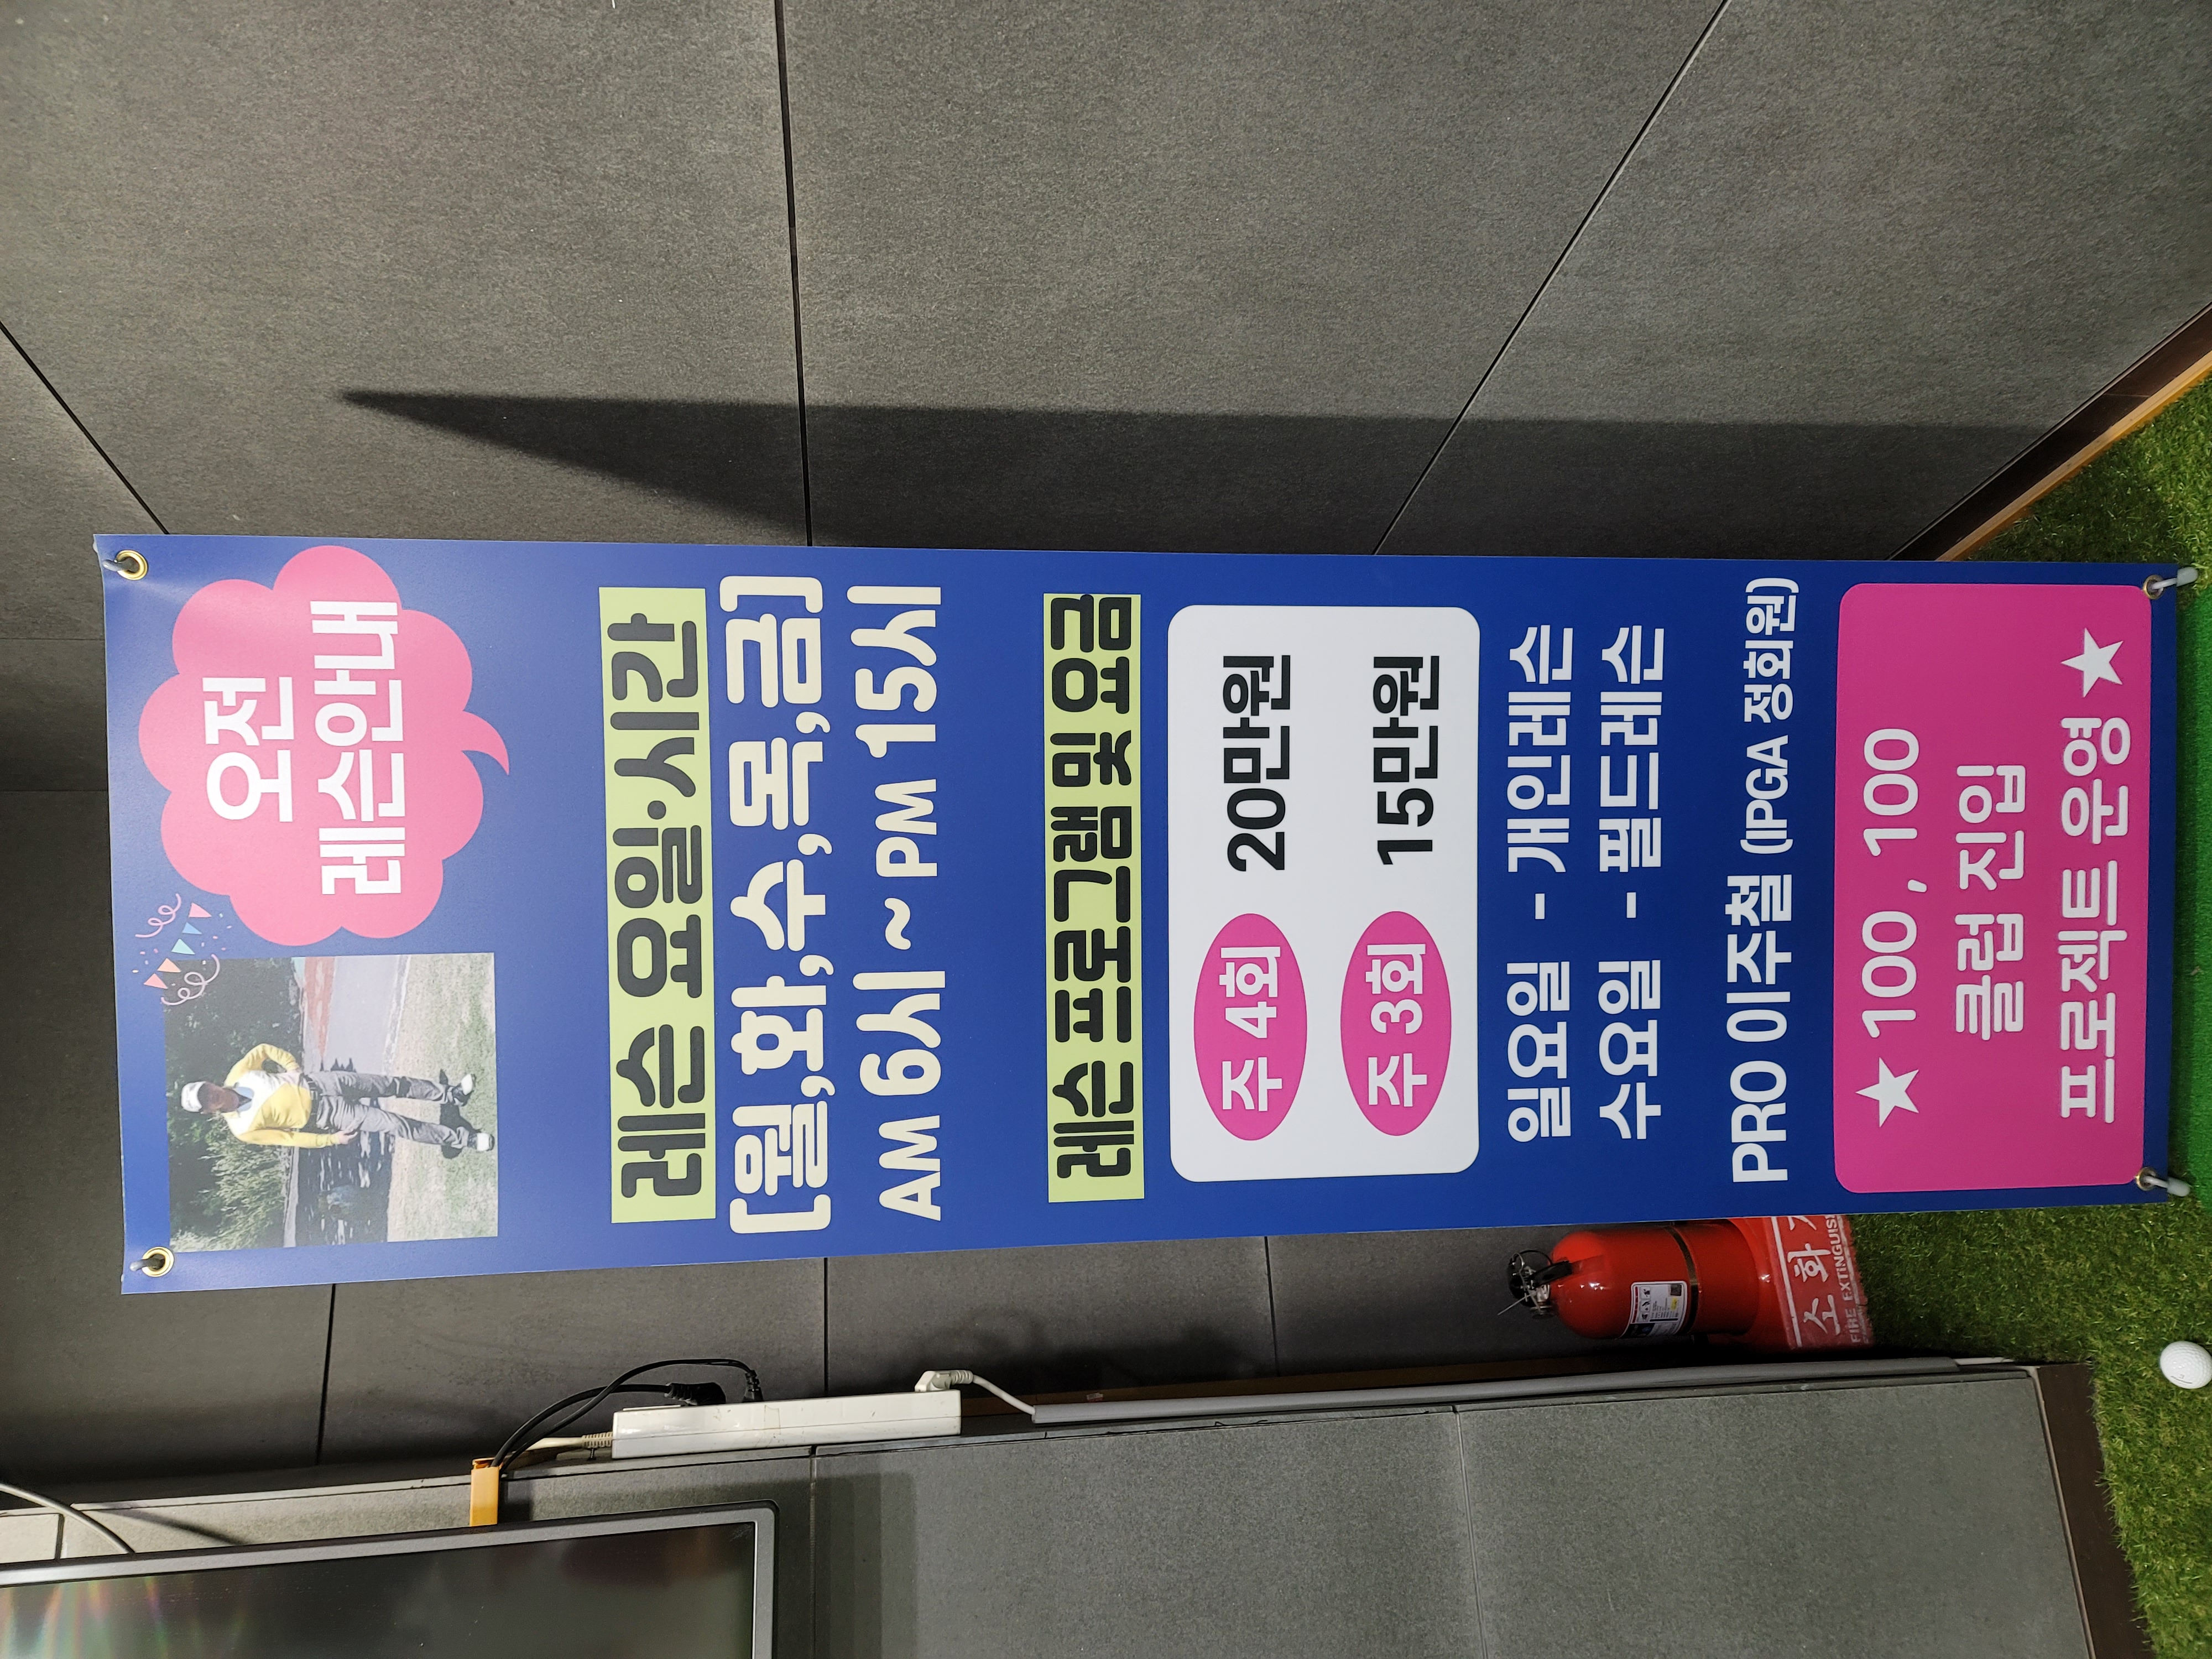 오전
레슨안내
레슨 요일·시간
[월,화,수,목,금]
AM 6시 ~ PM 15시
레슨 프로그램 및 요금
주 4회 20만원
주 3회 15만원
일요일 - 개인레슨
수요일 - 필드레슨
PRO 이주철 (IPGA 정회원)
★ 100 , 100
클럽 진입
프로젝트 운영 ★
소화
FIRE EXTINGUIS